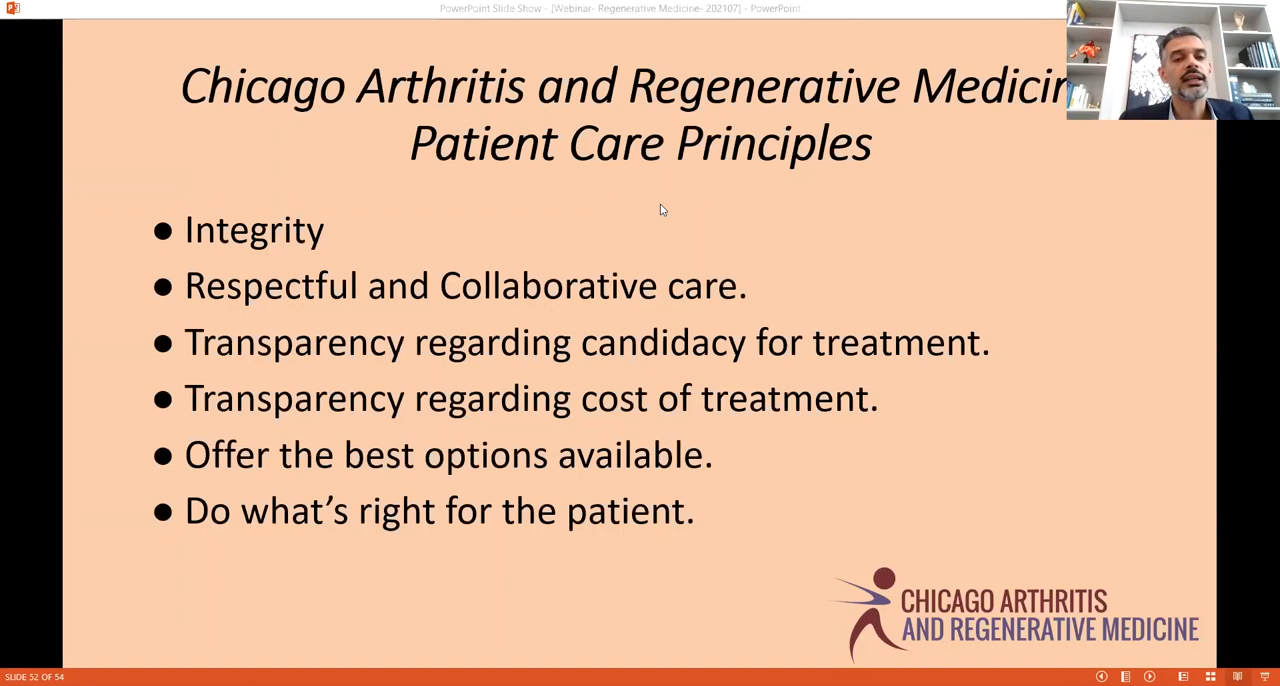 PowerPoint Slide Show - [Webinar- Regenerative Medicine- 202107] - PowerPoint
Chicago Arthritis and Regenerative Medicin
Patient Care Principles
● Integrity
● Respectful and Collaborative care.
● Transparency regarding candidacy for treatment.
● Transparency regarding cost of treatment.
● Offer the best options available.
● Do what’s right for the patient.
CHICAGO ARTHRITIS
AND REGENERATIVE MEDICINE
SLIDE 52 OF 54